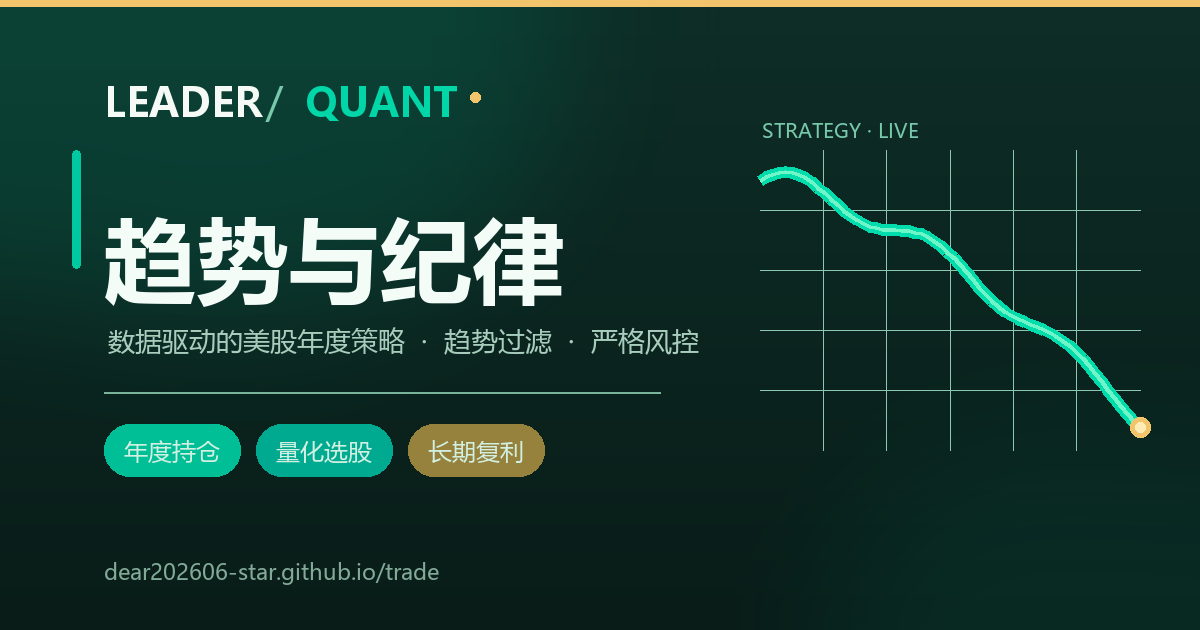 LEADER/ QUANT
STRATEGY · LIVE
趋势与纪律
数据驱动的美股年度策略 · 趋势过滤 · 严格风控
年度持仓
量化选股
长期复利
dear202606-star.github.io/trade